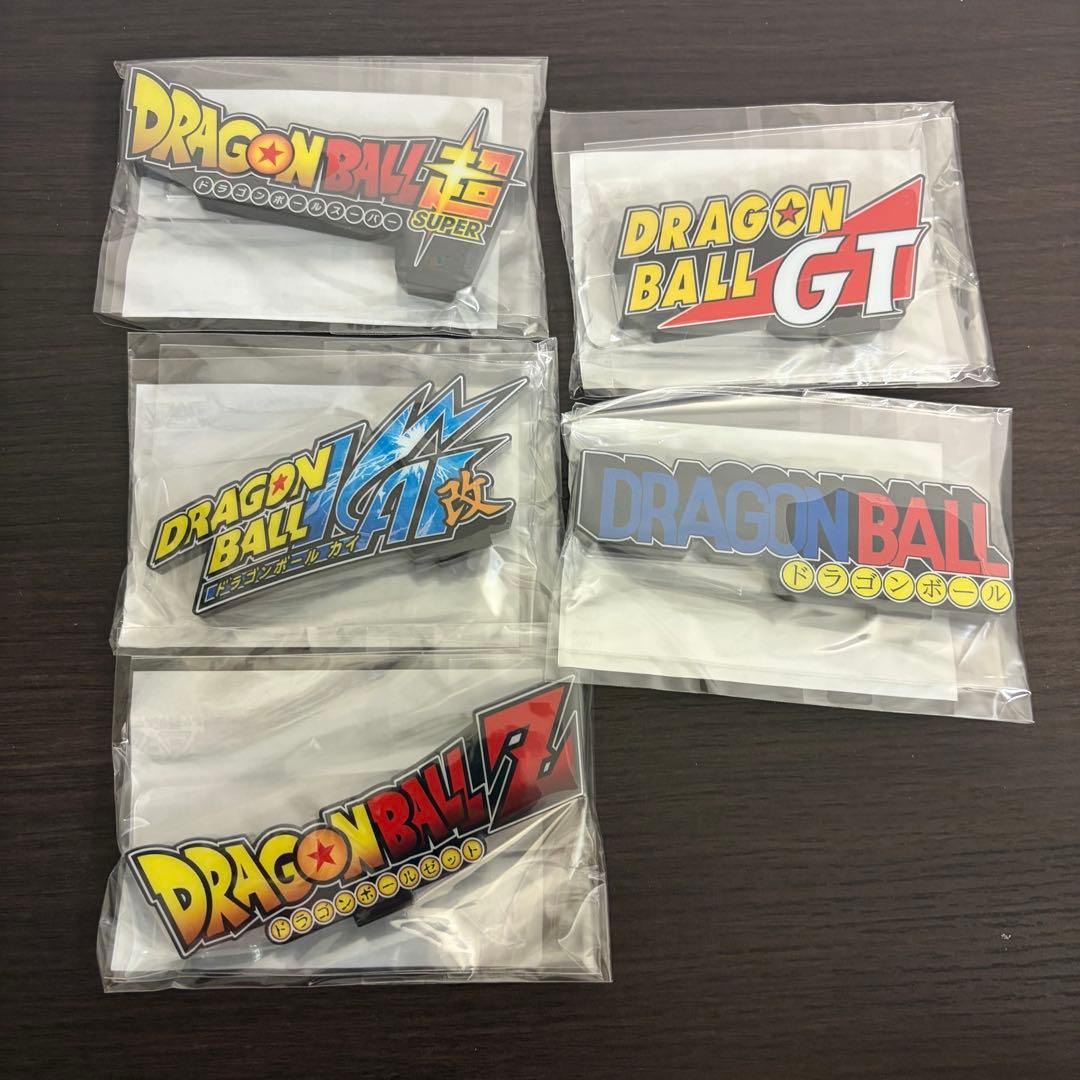 DRAGON BALL 超
ドラゴンボールスーパー
SUPER
DRAGON
BALL GT
DRAGON
BALL KAI 改
ドラゴンボール カイ
DRAGON BALL
ドラゴンボール
DRAGON BALL Z
ドラゴンボールゼット